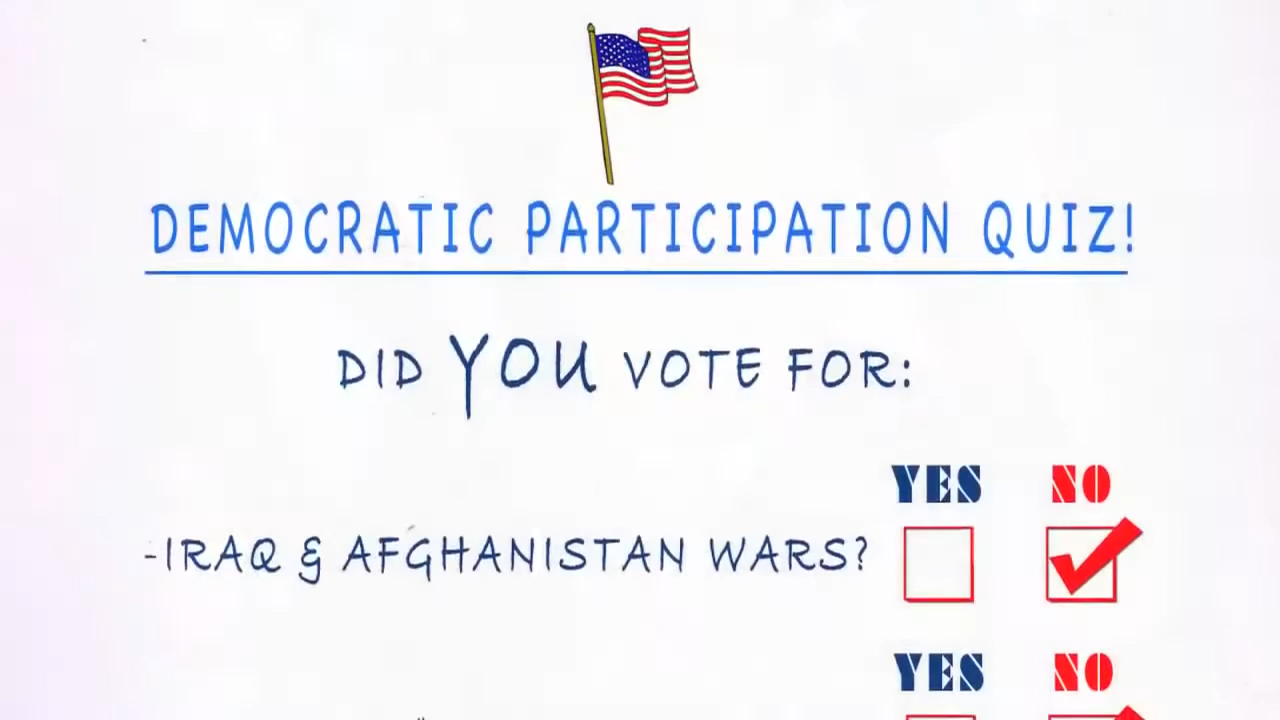 DEMOCRATIC PARTICIPATION QUIZ!
DID YOU VOTE FOR:
YES NO
-IRAQ & AFGHANISTAN WARS?
YES NO